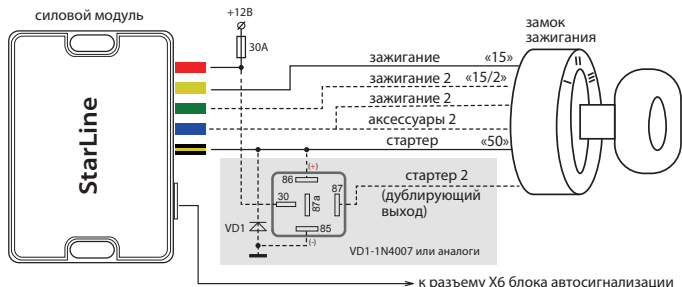 силовой модуль
+12В
30А
StarLine
замок
зажигания
зажигание «15»
зажигание 2 «15/2»
зажигание 2
аксессуары 2
стартер «50»
I
II
III
(+)
86
30
87а
87
85
(-)
VD1
стартер 2
(дублирующий
выход)
VD1-1N4007 или аналоги
к разъему Х6 блока автосигнализации